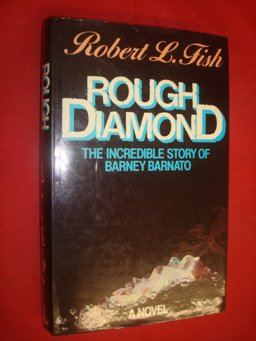 Robert L. Fish
ROUGH
DIAMOND
THE INCREDIBLE STORY OF
BARNEY BARNATO
A NOVEL
ROUGH